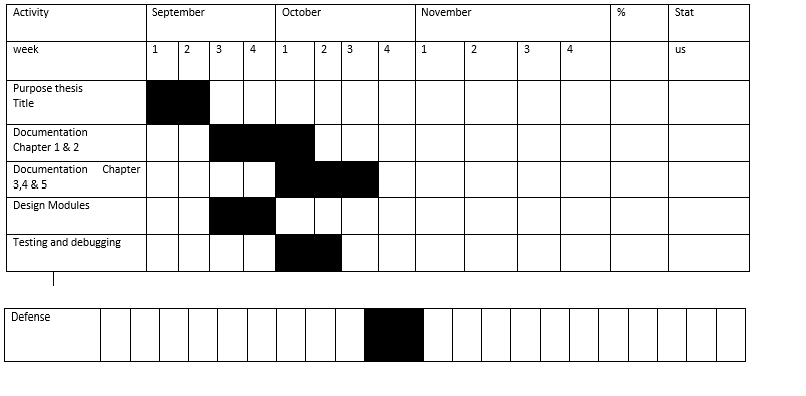 Activity September October November % Stat
week 1 2 3 4 1 2 3 4 1 2 3 4 us
Purpose thesis
Title
Documentation
Chapter 1 & 2
Documentation Chapter
3,4 & 5
Design Modules
Testing and debugging
Defense